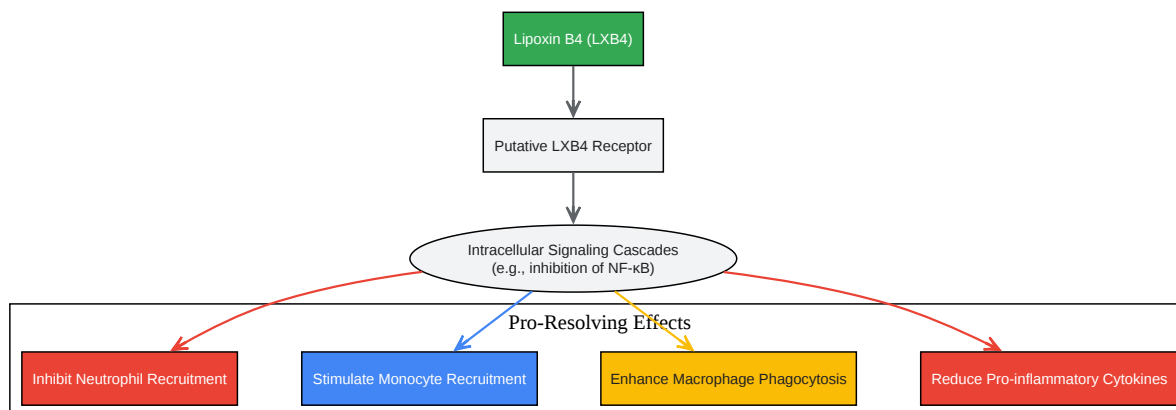 Lipoxin B4 (LXB4)
Putative LXB4 Receptor
Intracellular Signaling Cascades
(e.g., inhibition of NF-κB)
Pro-Resolving Effects
Inhibit Neutrophil Recruitment
Stimulate Monocyte Recruitment
Enhance Macrophage Phagocytosis
Reduce Pro-inflammatory Cytokines